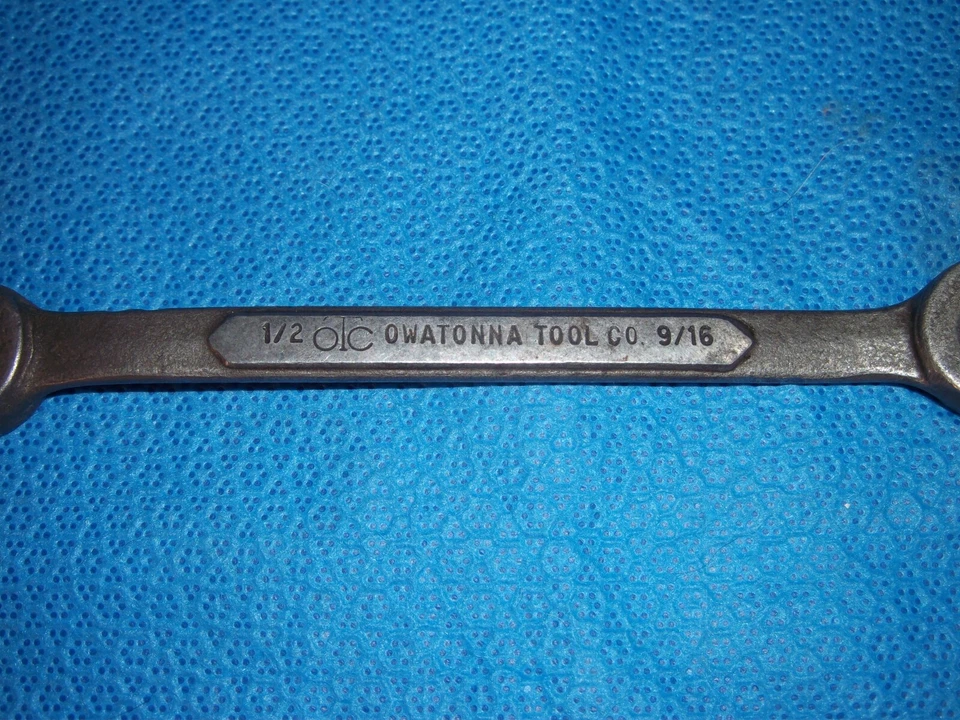 1/2 OTC OWATONNA TOOL CO. 9/16